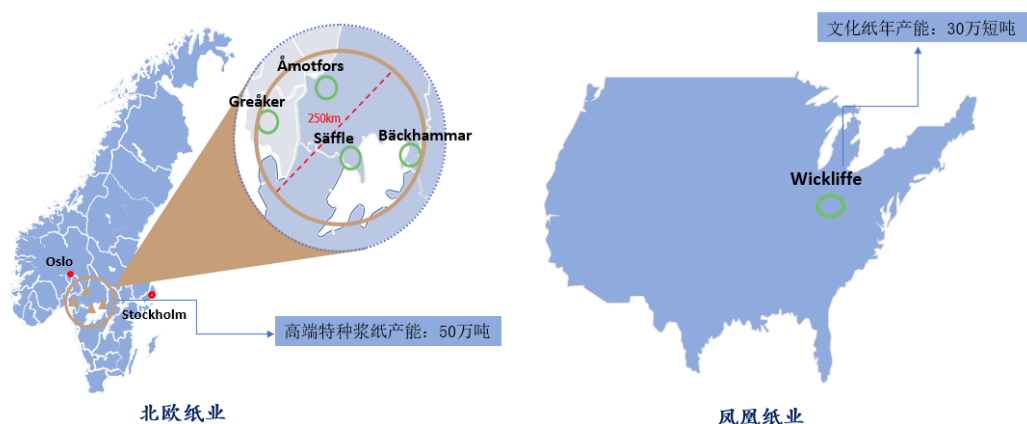 文化纸年产能：30万短吨
Åmotfors
Greåker
250km
Säffle
Bäckhammar
Wickliffe
Oslo
Stockholm
高端特种浆纸产能：50万吨
北欧纸业
凤凰纸业